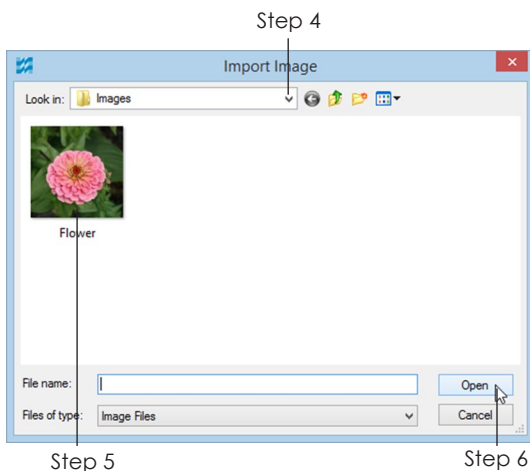 Step 4
Import Image
Look in: Images
Flower
File name: Open
Files of type: Image Files Cancel
Step 5 Step 6